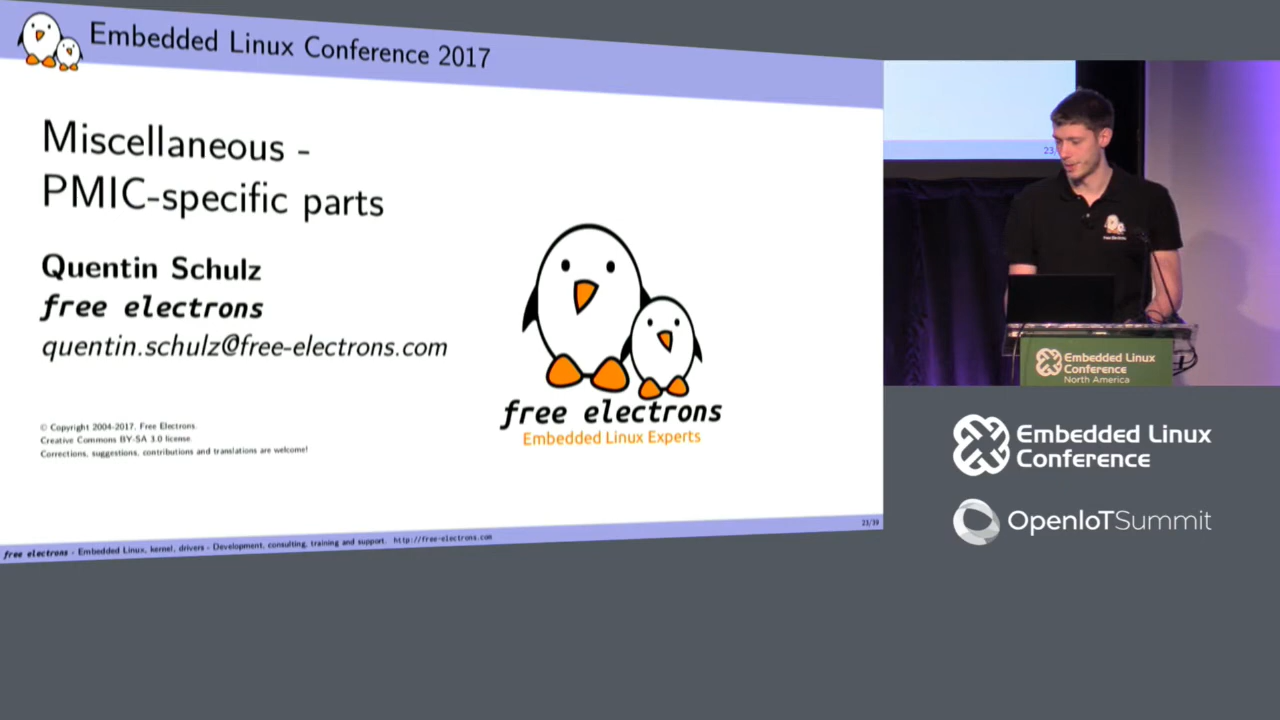 Embedded Linux Conference 2017
Miscellaneous -
PMIC-specific parts
Quentin Schulz
free electrons
quentin.schulz@free-electrons.com
© Copyright 2004-2017, Free Electrons.
Creative Commons BY-SA 3.0 license.
Corrections, suggestions, contributions and translations are welcome!
free electrons
Embedded Linux Experts
23/39
free electrons - Embedded Linux, kernel, drivers - Development, consulting, training and support. http://free-electrons.com
23/
Embedded Linux
Conference
North America
Embedded Linux
Conference
OpenIoTSummit